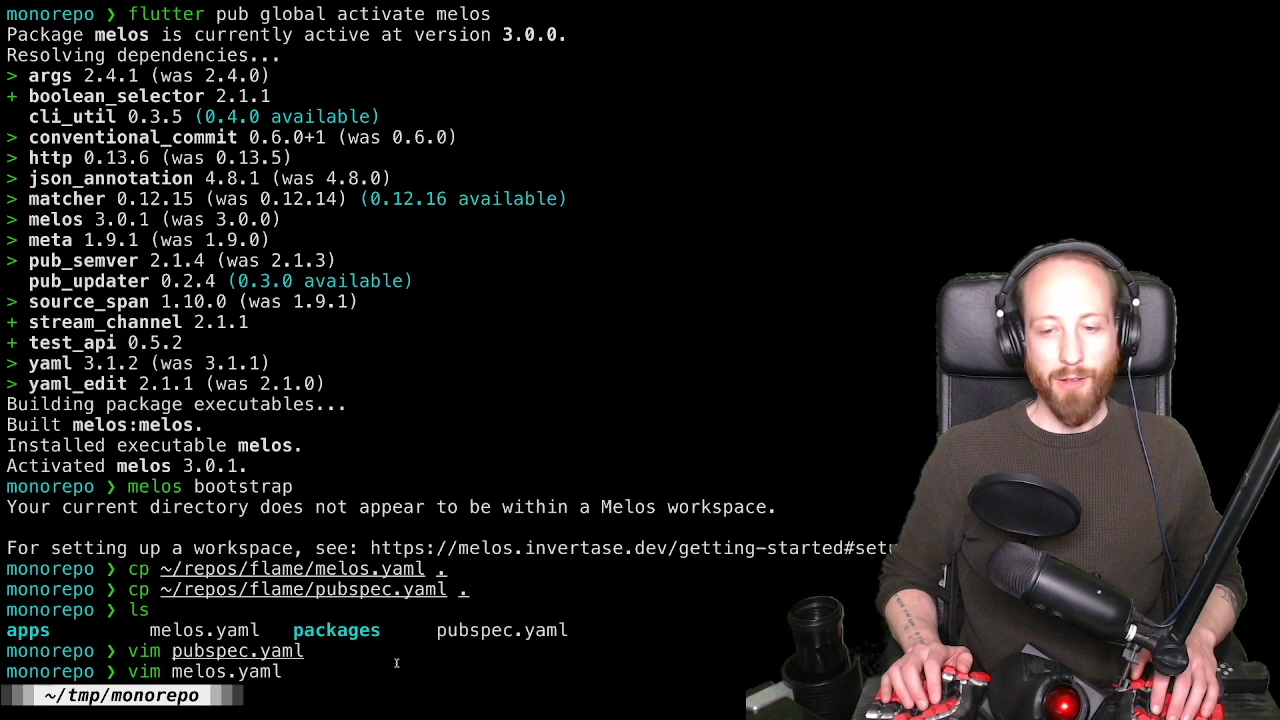 monorepo ❯ flutter pub global activate melos
Package melos is currently active at version 3.0.0.
Resolving dependencies...
> args 2.4.1 (was 2.4.0)
+ boolean_selector 2.1.1
cli_util 0.3.5 (0.4.0 available)
> conventional_commit 0.6.0+1 (was 0.6.0)
> http 0.13.6 (was 0.13.5)
> json_annotation 4.8.1 (was 4.8.0)
> matcher 0.12.15 (was 0.12.14) (0.12.16 available)
> melos 3.0.1 (was 3.0.0)
> meta 1.9.1 (was 1.9.0)
> pub_semver 2.1.4 (was 2.1.3)
pub_updater 0.2.4 (0.3.0 available)
> source_span 1.10.0 (was 1.9.1)
+ stream_channel 2.1.1
+ test_api 0.5.2
> yaml 3.1.2 (was 3.1.1)
> yaml_edit 2.1.1 (was 2.1.0)
Building package executables...
Built melos:melos.
Installed executable melos.
Activated melos 3.0.1.
monorepo ❯ melos bootstrap
Your current directory does not appear to be within a Melos workspace.
For setting up a workspace, see: https://melos.invertase.dev/getting-started#setu
monorepo ❯ cp ~/repos/flame/melos.yaml .
monorepo ❯ cp ~/repos/flame/pubspec.yaml .
monorepo ❯ ls
apps melos.yaml packages pubspec.yaml
monorepo ❯ vim pubspec.yaml
monorepo ❯ vim melos.yaml
~/tmp/monorepo